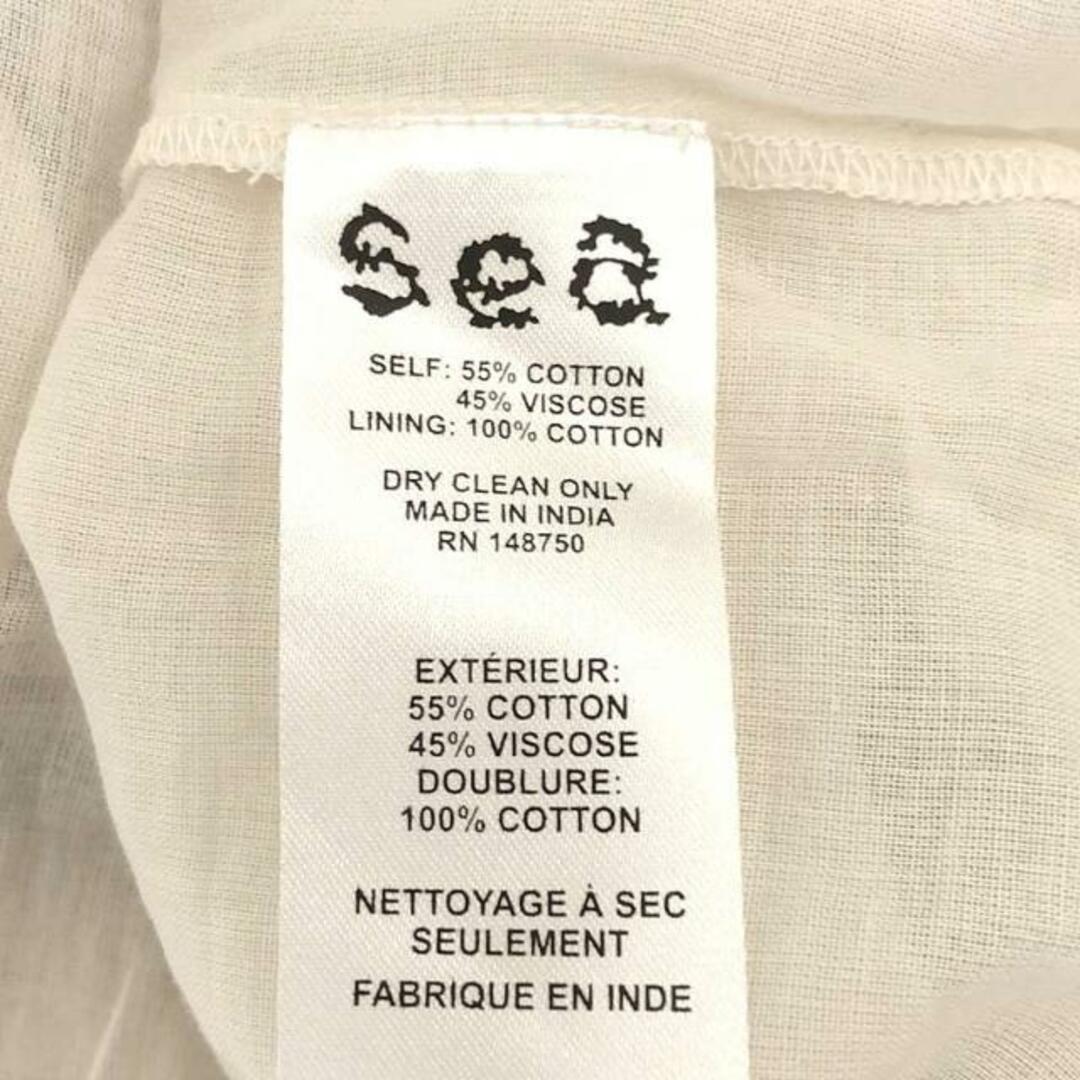 Sea
SELF: 55% COTTON
45% VISCOSE
LINING: 100% COTTON
DRY CLEAN ONLY
MADE IN INDIA
RN 148750
EXTÉRIEUR:
55% COTTON
45% VISCOSE
DOUBLURE:
100% COTTON
NETTOYAGE À SEC
SEULEMENT
FABRIQUE EN INDE